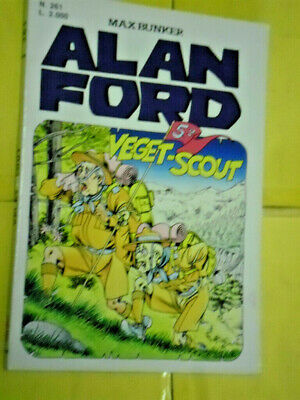 N. 261
L. 2.000
MAX BUNKER
ALAN
FORD
VEGET-SCOUT